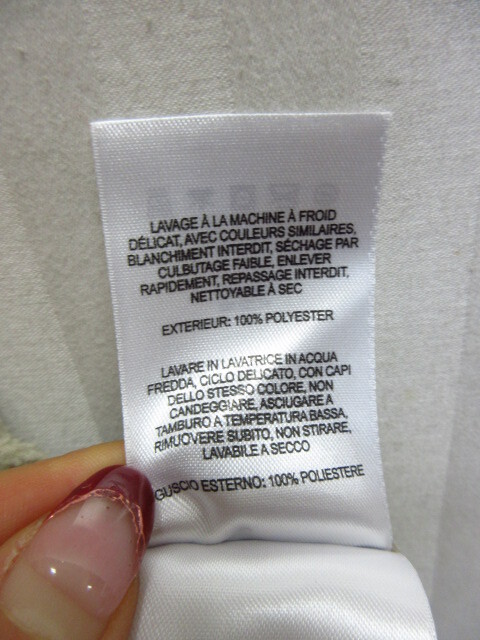 LAVAGE À LA MACHINE À FROID
DÉLICAT, AVEC COULEURS SIMILAIRES,
BLANCHIMENT INTERDIT, SÉCHAGE PAR
CULBUTAGE FAIBLE, ENLEVER
RAPIDEMENT, REPASSAGE INTERDIT,
NETTOYABLE À SEC
EXTERIEUR: 100% POLYESTER
LAVARE IN LAVATRICE IN ACQUA
FREDDA, CICLO DELICATO, CON CAPI
DELLO STESSO COLORE, NON
CANDEGGIARE, ASCIUGARE A
TAMBURO A TEMPERATURA BASSA,
RIMUOVERE SUBITO, NON STIRARE,
LAVABILE A SECCO
GUSCIO ESTERNO: 100% POLIESTERE